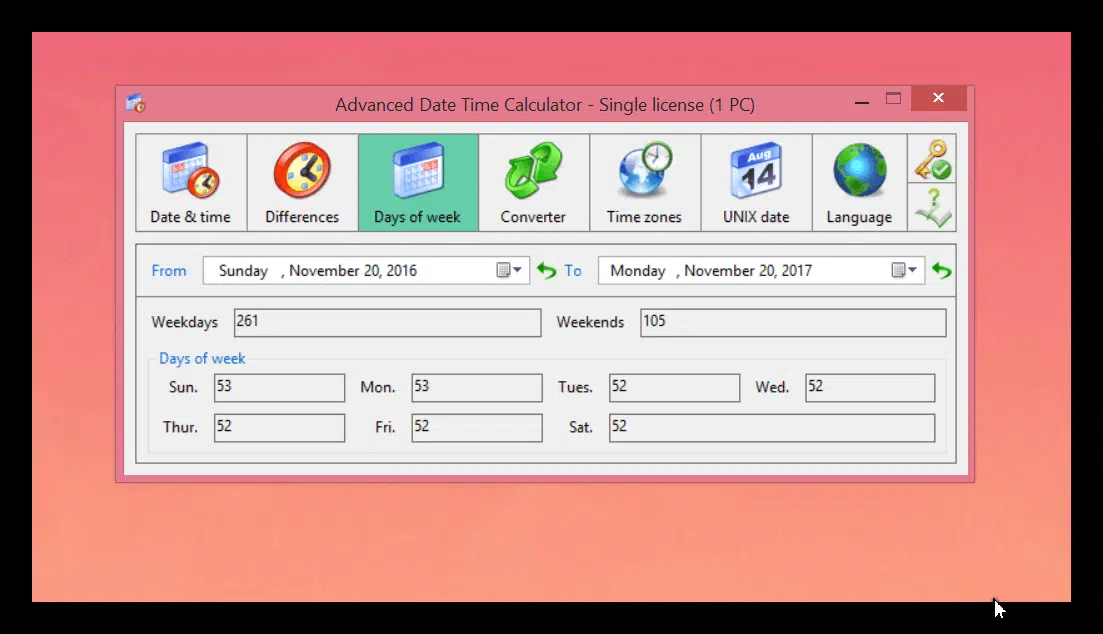 Advanced Date Time Calculator - Single license (1 PC)
Aug
14
Date & time Differences Days of week Converter Time zones UNIX date Language
?
From Sunday , November 20, 2016 To Monday , November 20, 2017
Weekdays 261 Weekends 105
Days of week
Sun. 53 Mon. 53 Tues. 52 Wed. 52
Thur. 52 Fri. 52 Sat. 52